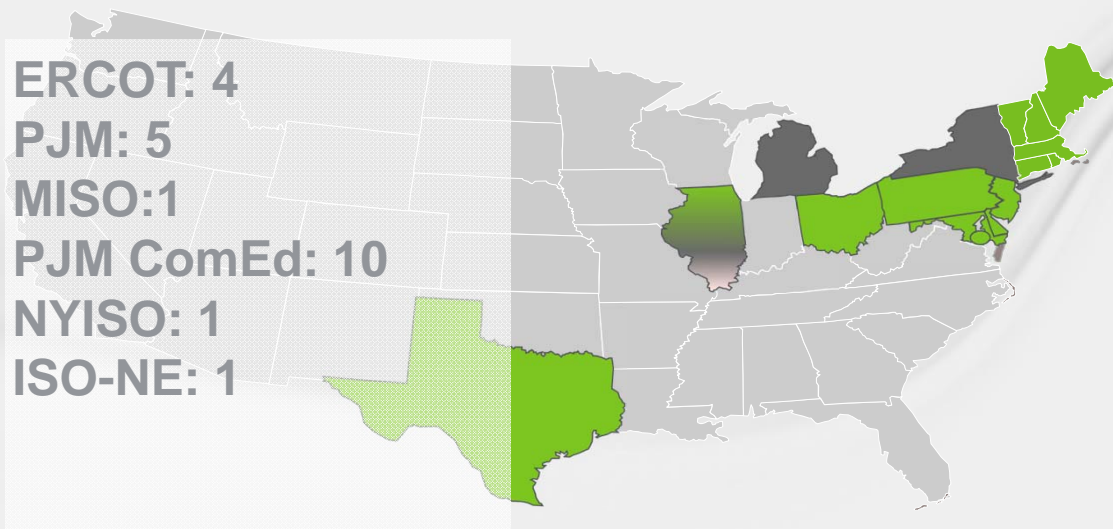 ERCOT: 4
PJM: 5
MISO:1
PJM ComEd: 10
NYISO: 1
ISO-NE: 1